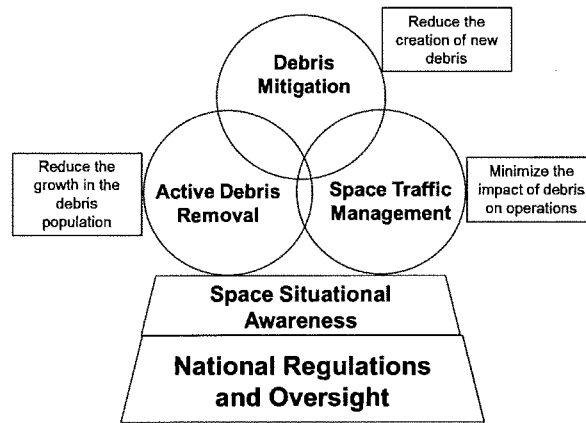 Reduce the
creation of new
debris
Debris
Mitigation
Reduce the
growth in the
debris
population
Active Debris
Removal
Space Traffic
Management
Minimize the
impact of debris
on operations
Space Situational
Awareness
National Regulations
and Oversight